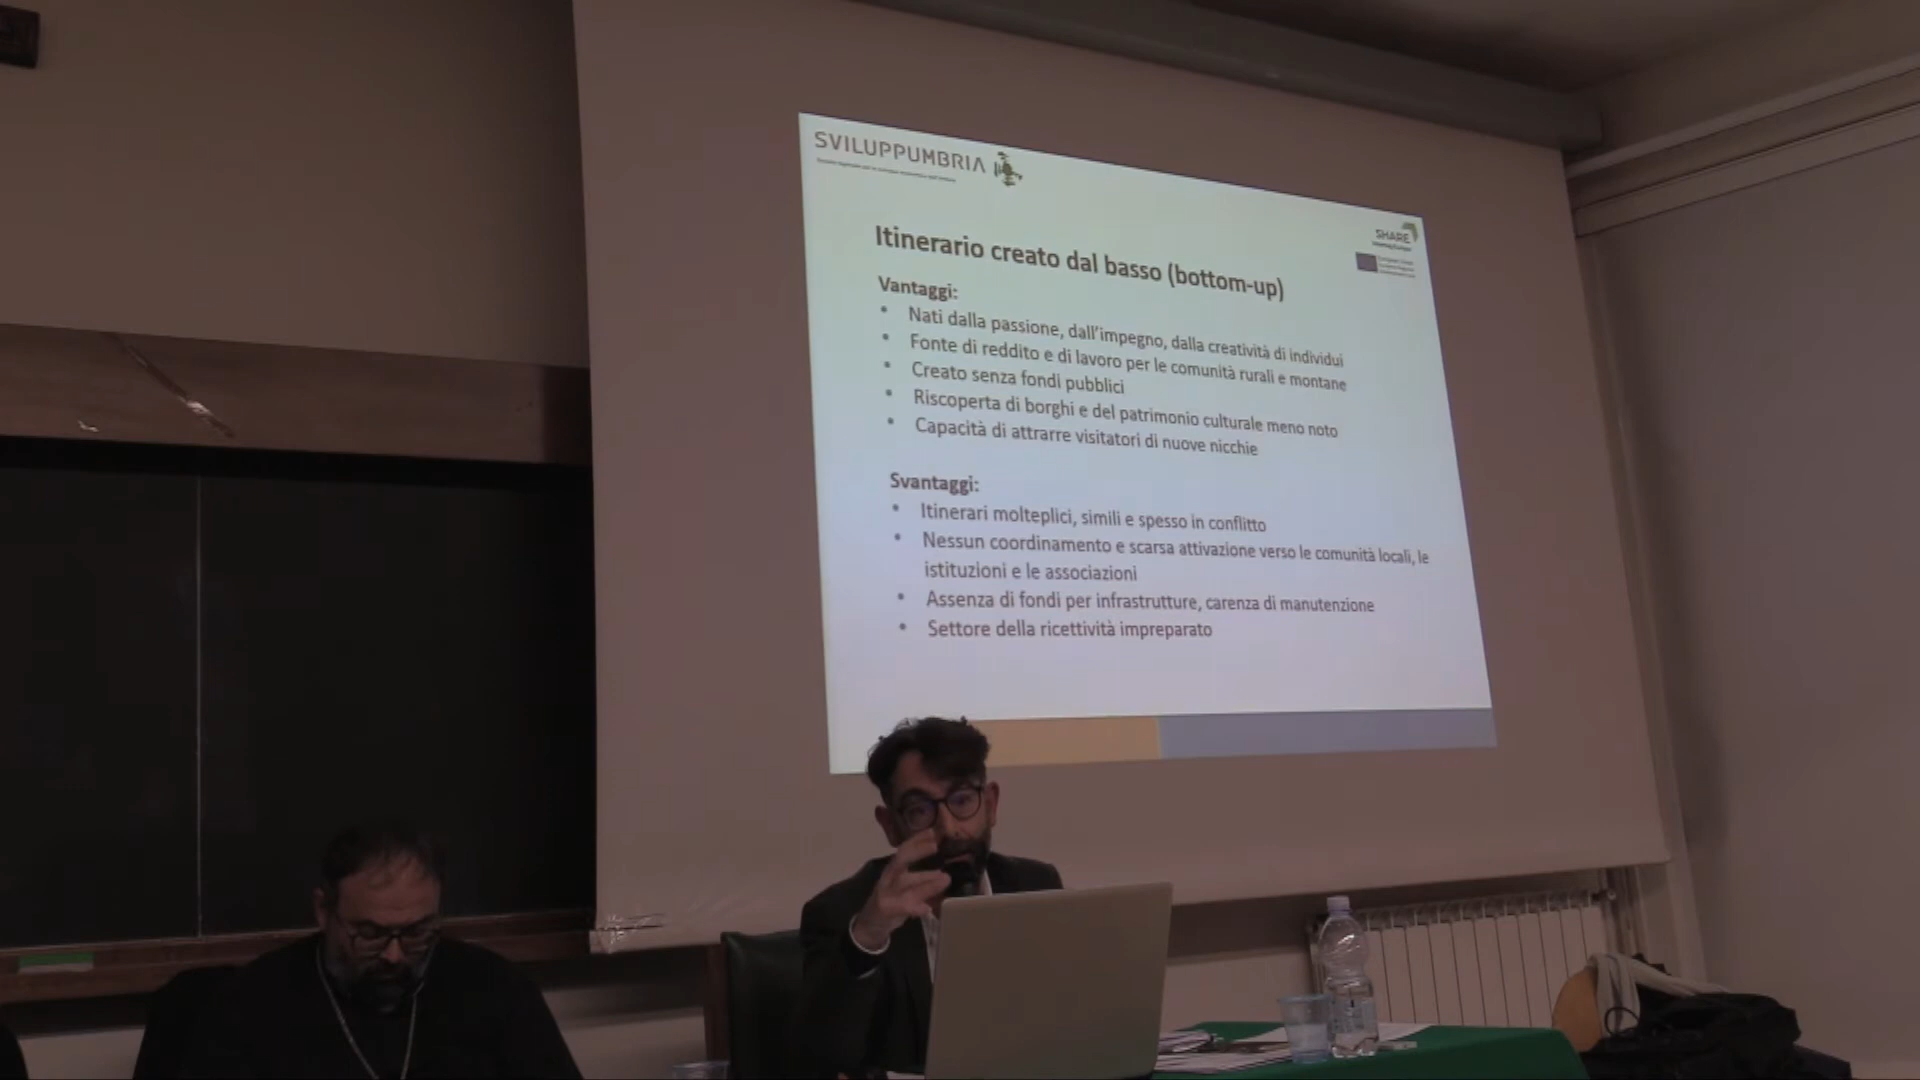 SVILUPPUMBRIA
SHARE
Itinerario creato dal basso (bottom-up)
Vantaggi:
• Nati dalla passione, dall'impegno, dalla creatività di individui
• Fonte di reddito e di lavoro per le comunità rurali e montane
• Creato senza fondi pubblici
• Riscoperta di borghi e del patrimonio culturale meno noto
• Capacità di attrarre visitatori di nuove nicchie
Svantaggi:
• Itinerari molteplici, simili e spesso in conflitto
• Nessun coordinamento e scarsa attivazione verso le comunità locali, le
istituzioni e le associazioni
• Assenza di fondi per infrastrutture, carenza di manutenzione
• Settore della ricettività impreparato